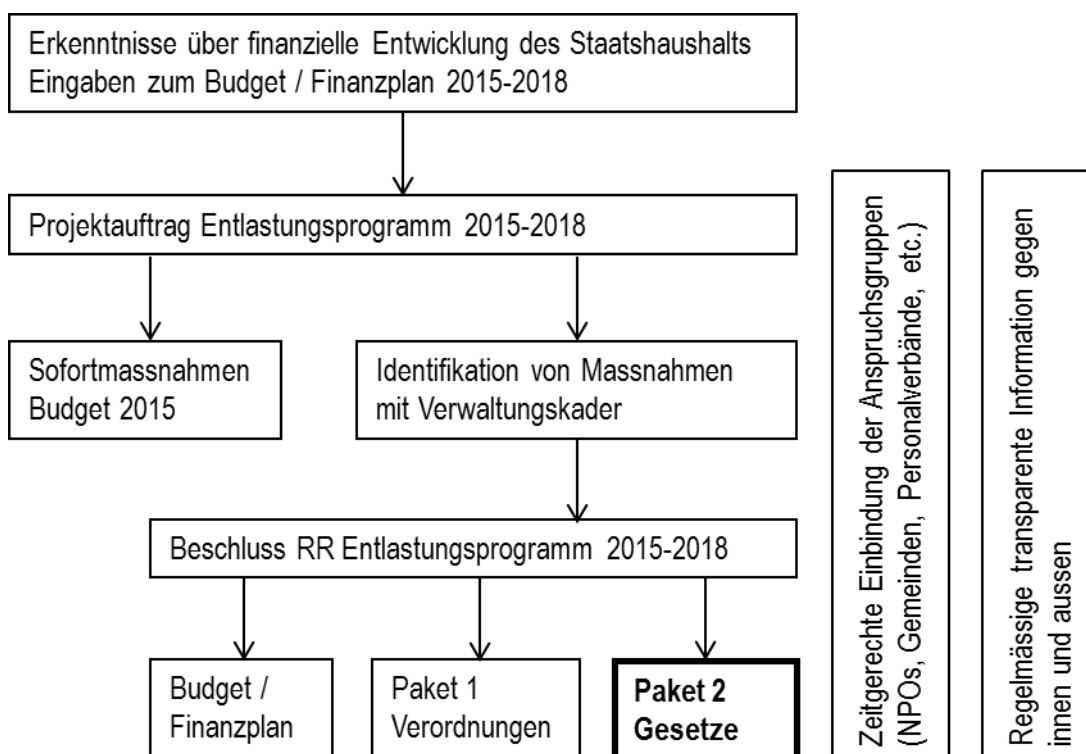 Erkenntnisse über finanzielle Entwicklung des Staatshaushalts
Eingaben zum Budget / Finanzplan 2015-2018
Projektauftrag Entlastungsprogramm 2015-2018
Sofortmassnahmen
Budget 2015
Identifikation von Massnahmen
mit Verwaltungskader
Beschluss RR Entlastungsprogramm 2015-2018
Budget /
Finanzplan
Paket 1
Verordnungen
Paket 2
Gesetze
Zeitgerechte Einbindung der Anspruchsgruppen
(NPOs, Gemeinden, Personalverbände, etc.)
Regelmässige transparente Information gegen
innen und aussen